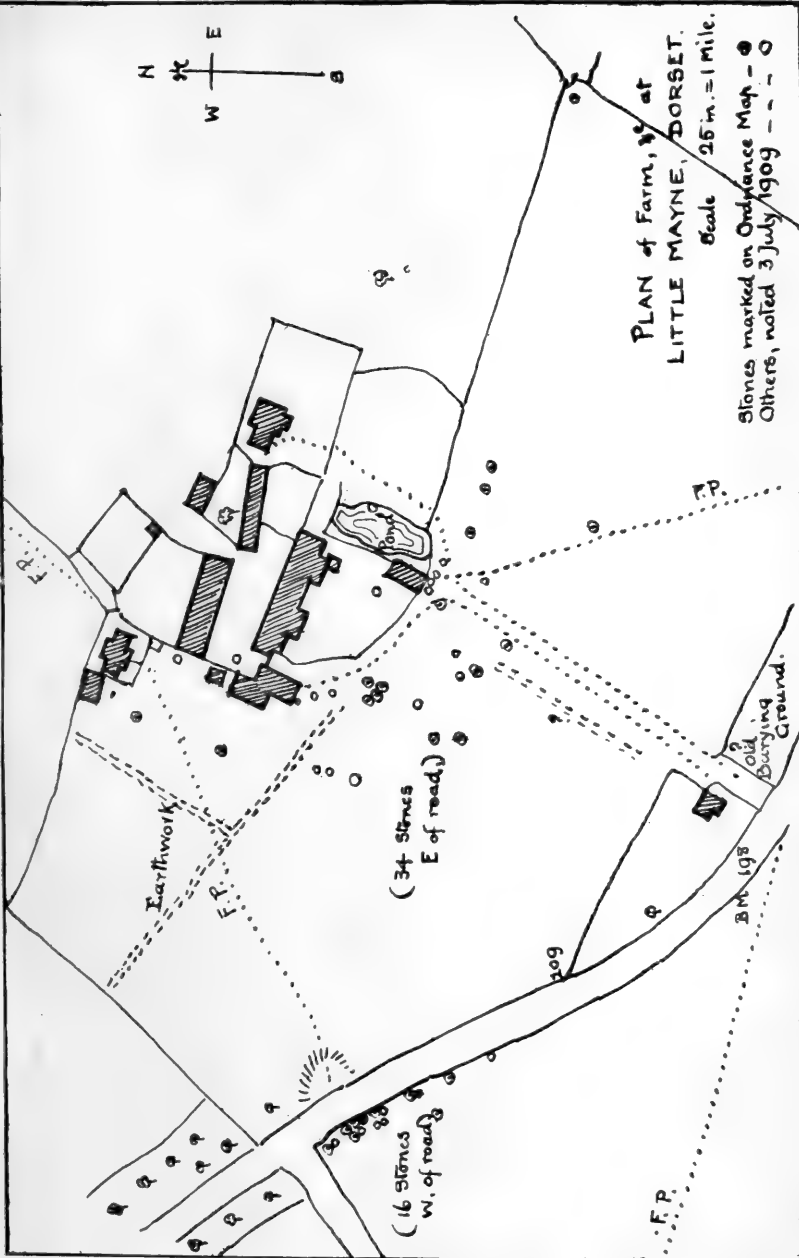 N
W E
S
PLAN of Farm, &c at
LITTLE MAYNE, DORSET.
Scale 25 in. = 1 Mile.
Stones marked on Ordnance Map -
Others, noted 3 July 1909 - - - O
F.P.
Pond
Earthwork
F.P.
(34 Stones
E of road)
F.P.
?
Old
Burying
Ground.
209
BM 198
(16 Stones
W. of road)
F.P.